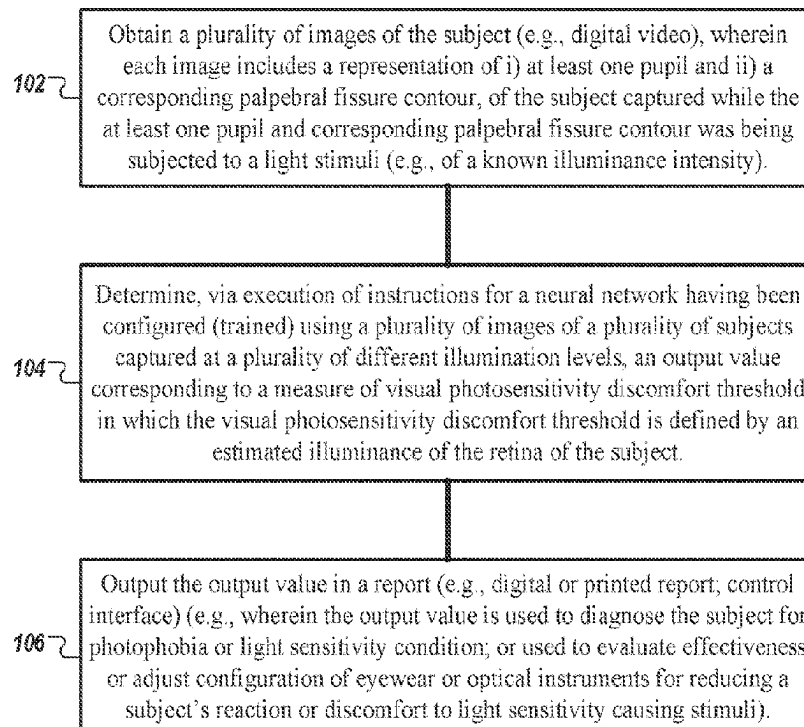 Obtain a plurality of images of the subject (e.g., digital video), wherein
each image includes a representation of i) at least one pupil and ii) a
102
corresponding palpebral fissure contour, of the subject captured while the
at least one pupil and corresponding palpebral fissure contour was being
subjected to a light stimuli (e.g., of a known illuminance intensity).
Determine, via execution of instructions for a neural network having been
configured (trained) using a plurality of images of a plurality of subjects
captured at a plurality of different illumination levels, an output value
104
corresponding to a measure of visual photosensitivity discomfort threshold
in which the visual photosensitivity discomfort threshold is defined by an
estimated illuminance of the retina of the subject.
Output the output value in a report (e.g., digital or printed report; control
interface) (e.g., wherein the output value is used to diagnose the subject for
106
photophobia or light sensitivity condition; or used to evaluate effectiveness
or adjust configuration of eyewear or optical instruments for reducing a
subject's reaction or discomfort to light sensitivity causing stimuli).